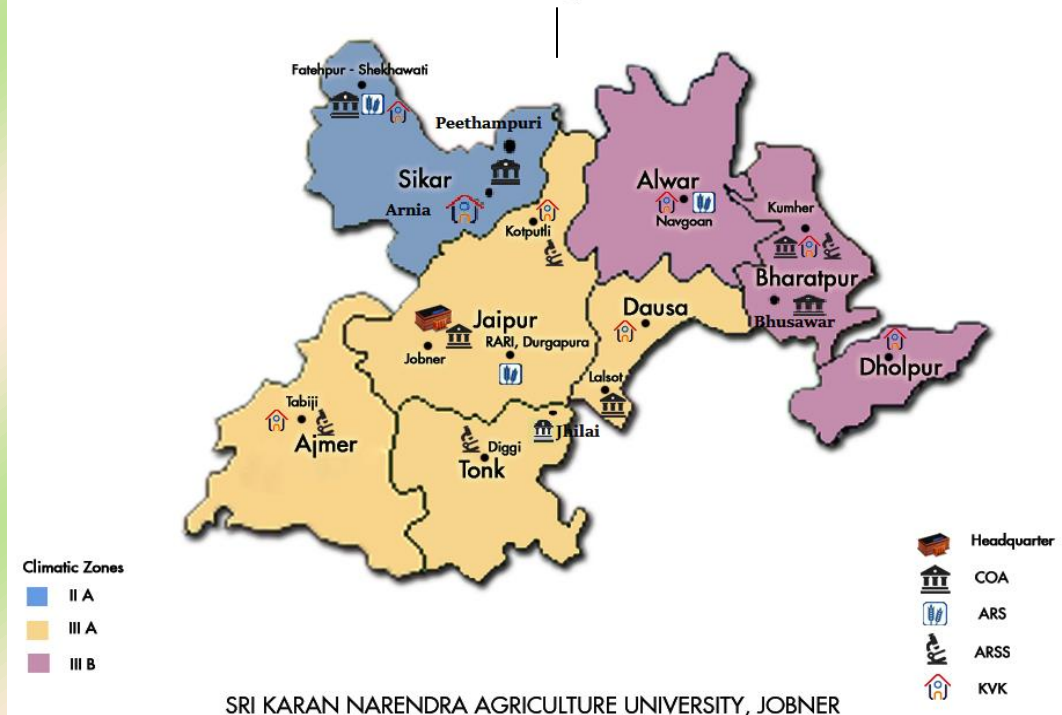 Fatehpur - Shekhawati
Peethampuri
Sikar
Arnia
Kotputli
Alwar
Navgoan
Kumher
Bharatpur
Bhusawar
Dholpur
Dausa
Lalsot
Jaipur
RARI, Durgapura
Jobner
Tabiji
Ajmer
Diggi
Tonk
Jhilai
Climatic Zones
II A
III A
III B
Headquarter
COA
ARS
ARSS
KVK
SRI KARAN NARENDRA AGRICULTURE UNIVERSITY, JOBNER